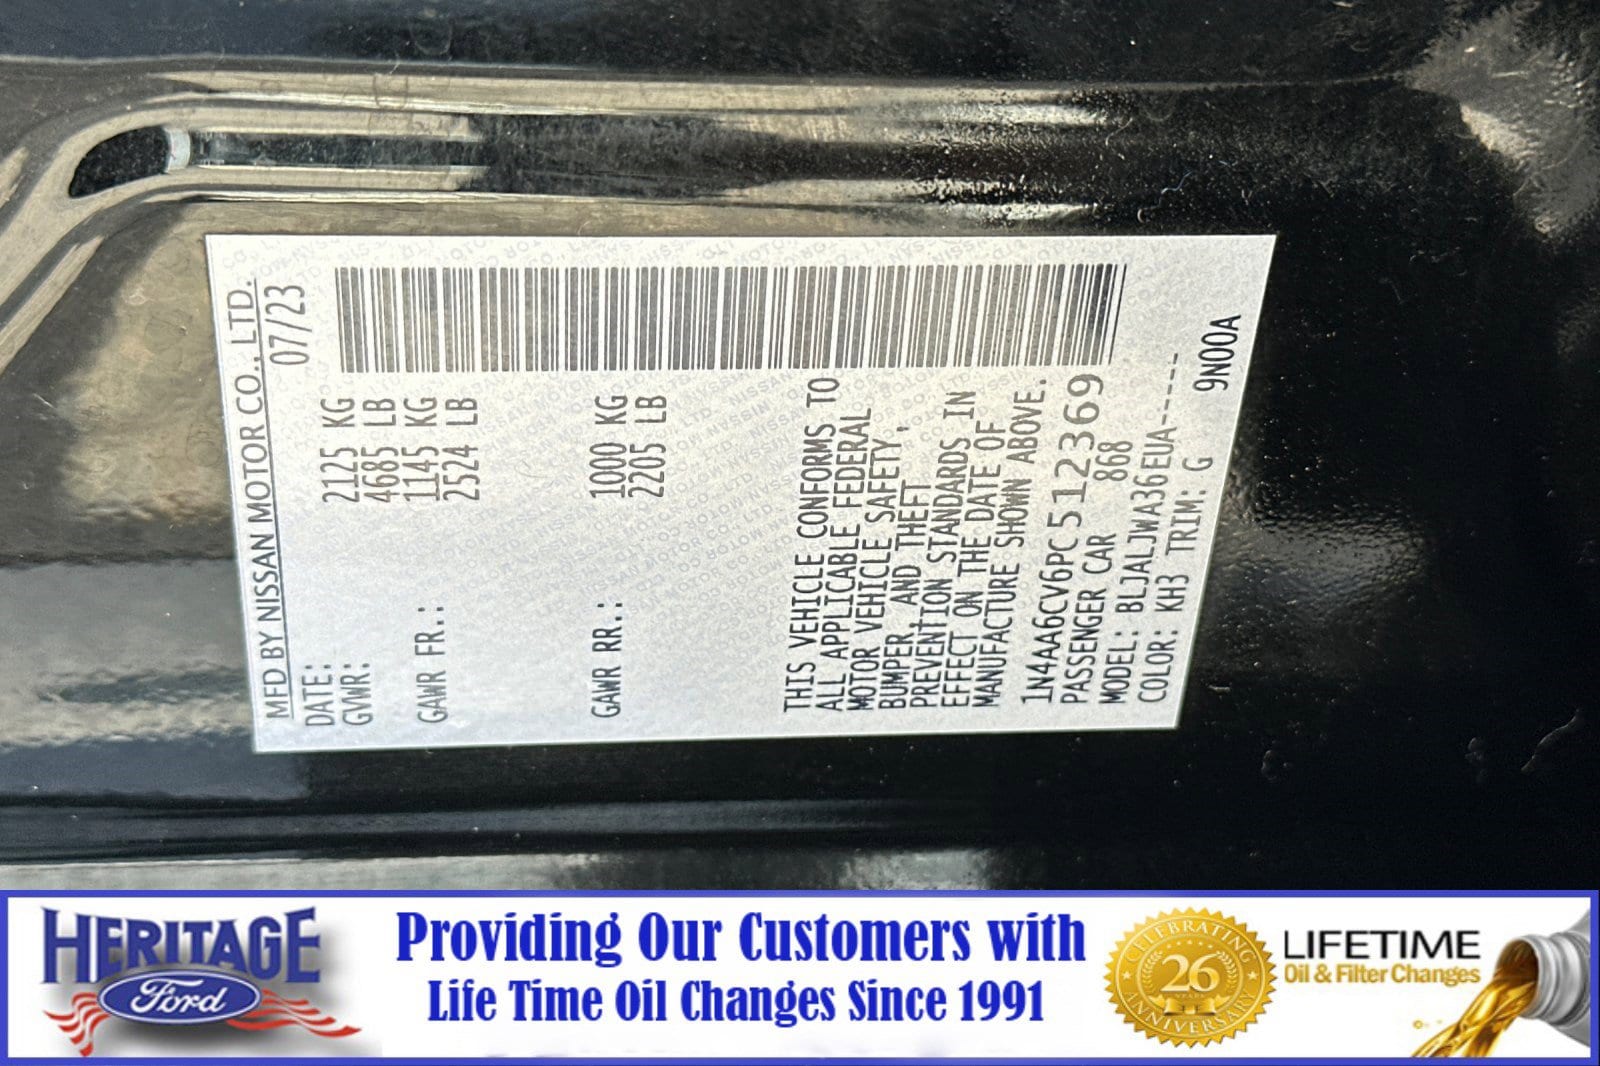 MFD BY NISSAN MOTOR CO., LTD.
DATE: 07/23
GVWR: 2125 KG
4685 LB
GAWR FR.: 1145 KG
2524 LB
GAWR RR.: 1000 KG
2205 LB
THIS VEHICLE CONFORMS TO
ALL APPLICABLE FEDERAL
MOTOR VEHICLE SAFETY,
BUMPER, AND THEFT
PREVENTION STANDARDS IN
EFFECT ON THE DATE OF
MANUFACTURE SHOWN ABOVE.
1N4AA6CV6PC512369
PASSENGER CAR 868
MODEL: BLJALJWA36EUA-----
COLOR: KH3 TRIM: G
9N00A
HERITAGE
Ford
Providing Our Customers with
Life Time Oil Changes Since 1991
CELEBRATING
26
YEARS
ANNIVERSARY
LIFETIME
Oil & Filter Changes